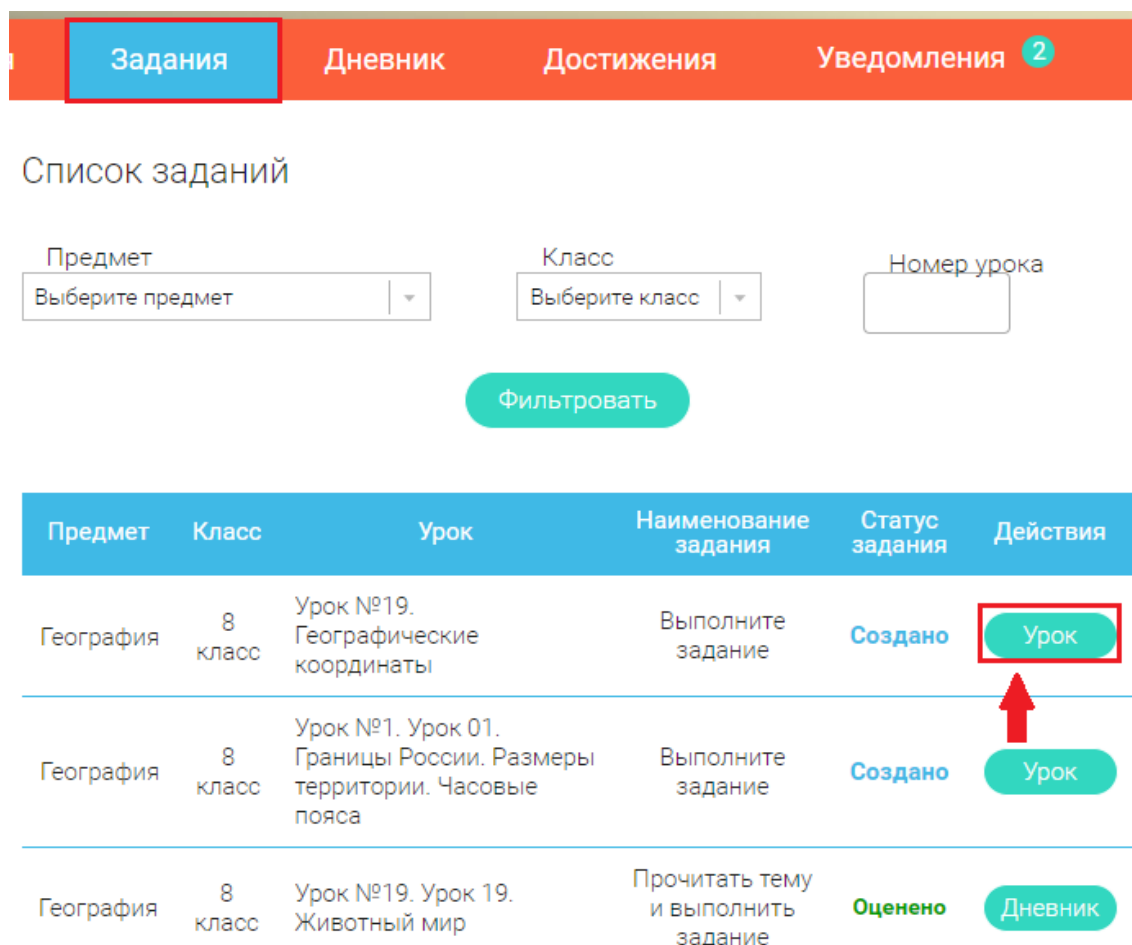 Задания Дневник Достижения Уведомления 2
Список заданий
Предмет Класс Номер урока
Выберите предмет Выберите класс
Фильтровать
Предмет Класс Урок Наименование задания Статус задания Действия
География 8 класс Урок №19. Географические координаты Выполните задание Создано Урок
География 8 класс Урок №1. Урок 01. Границы России. Размеры территории. Часовые пояса Выполните задание Создано Урок
География 8 класс Урок №19. Урок 19. Животный мир Прочитать тему и выполнить задание Оценено Дневник